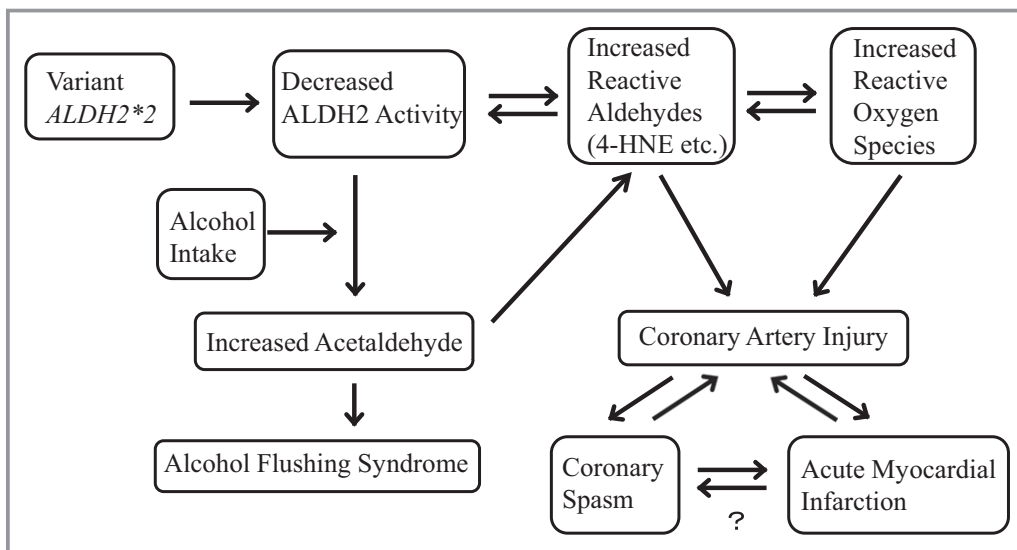 Variant
ALDH2*2
Decreased
ALDH2 Activity
Increased
Reactive
Aldehydes
(4-HNE etc.)
Increased
Reactive
Oxygen
Species
Alcohol
Intake
Increased Acetaldehyde
Coronary Artery Injury
Alcohol Flushing Syndrome
Coronary
Spasm
Acute Myocardial
Infarction
?